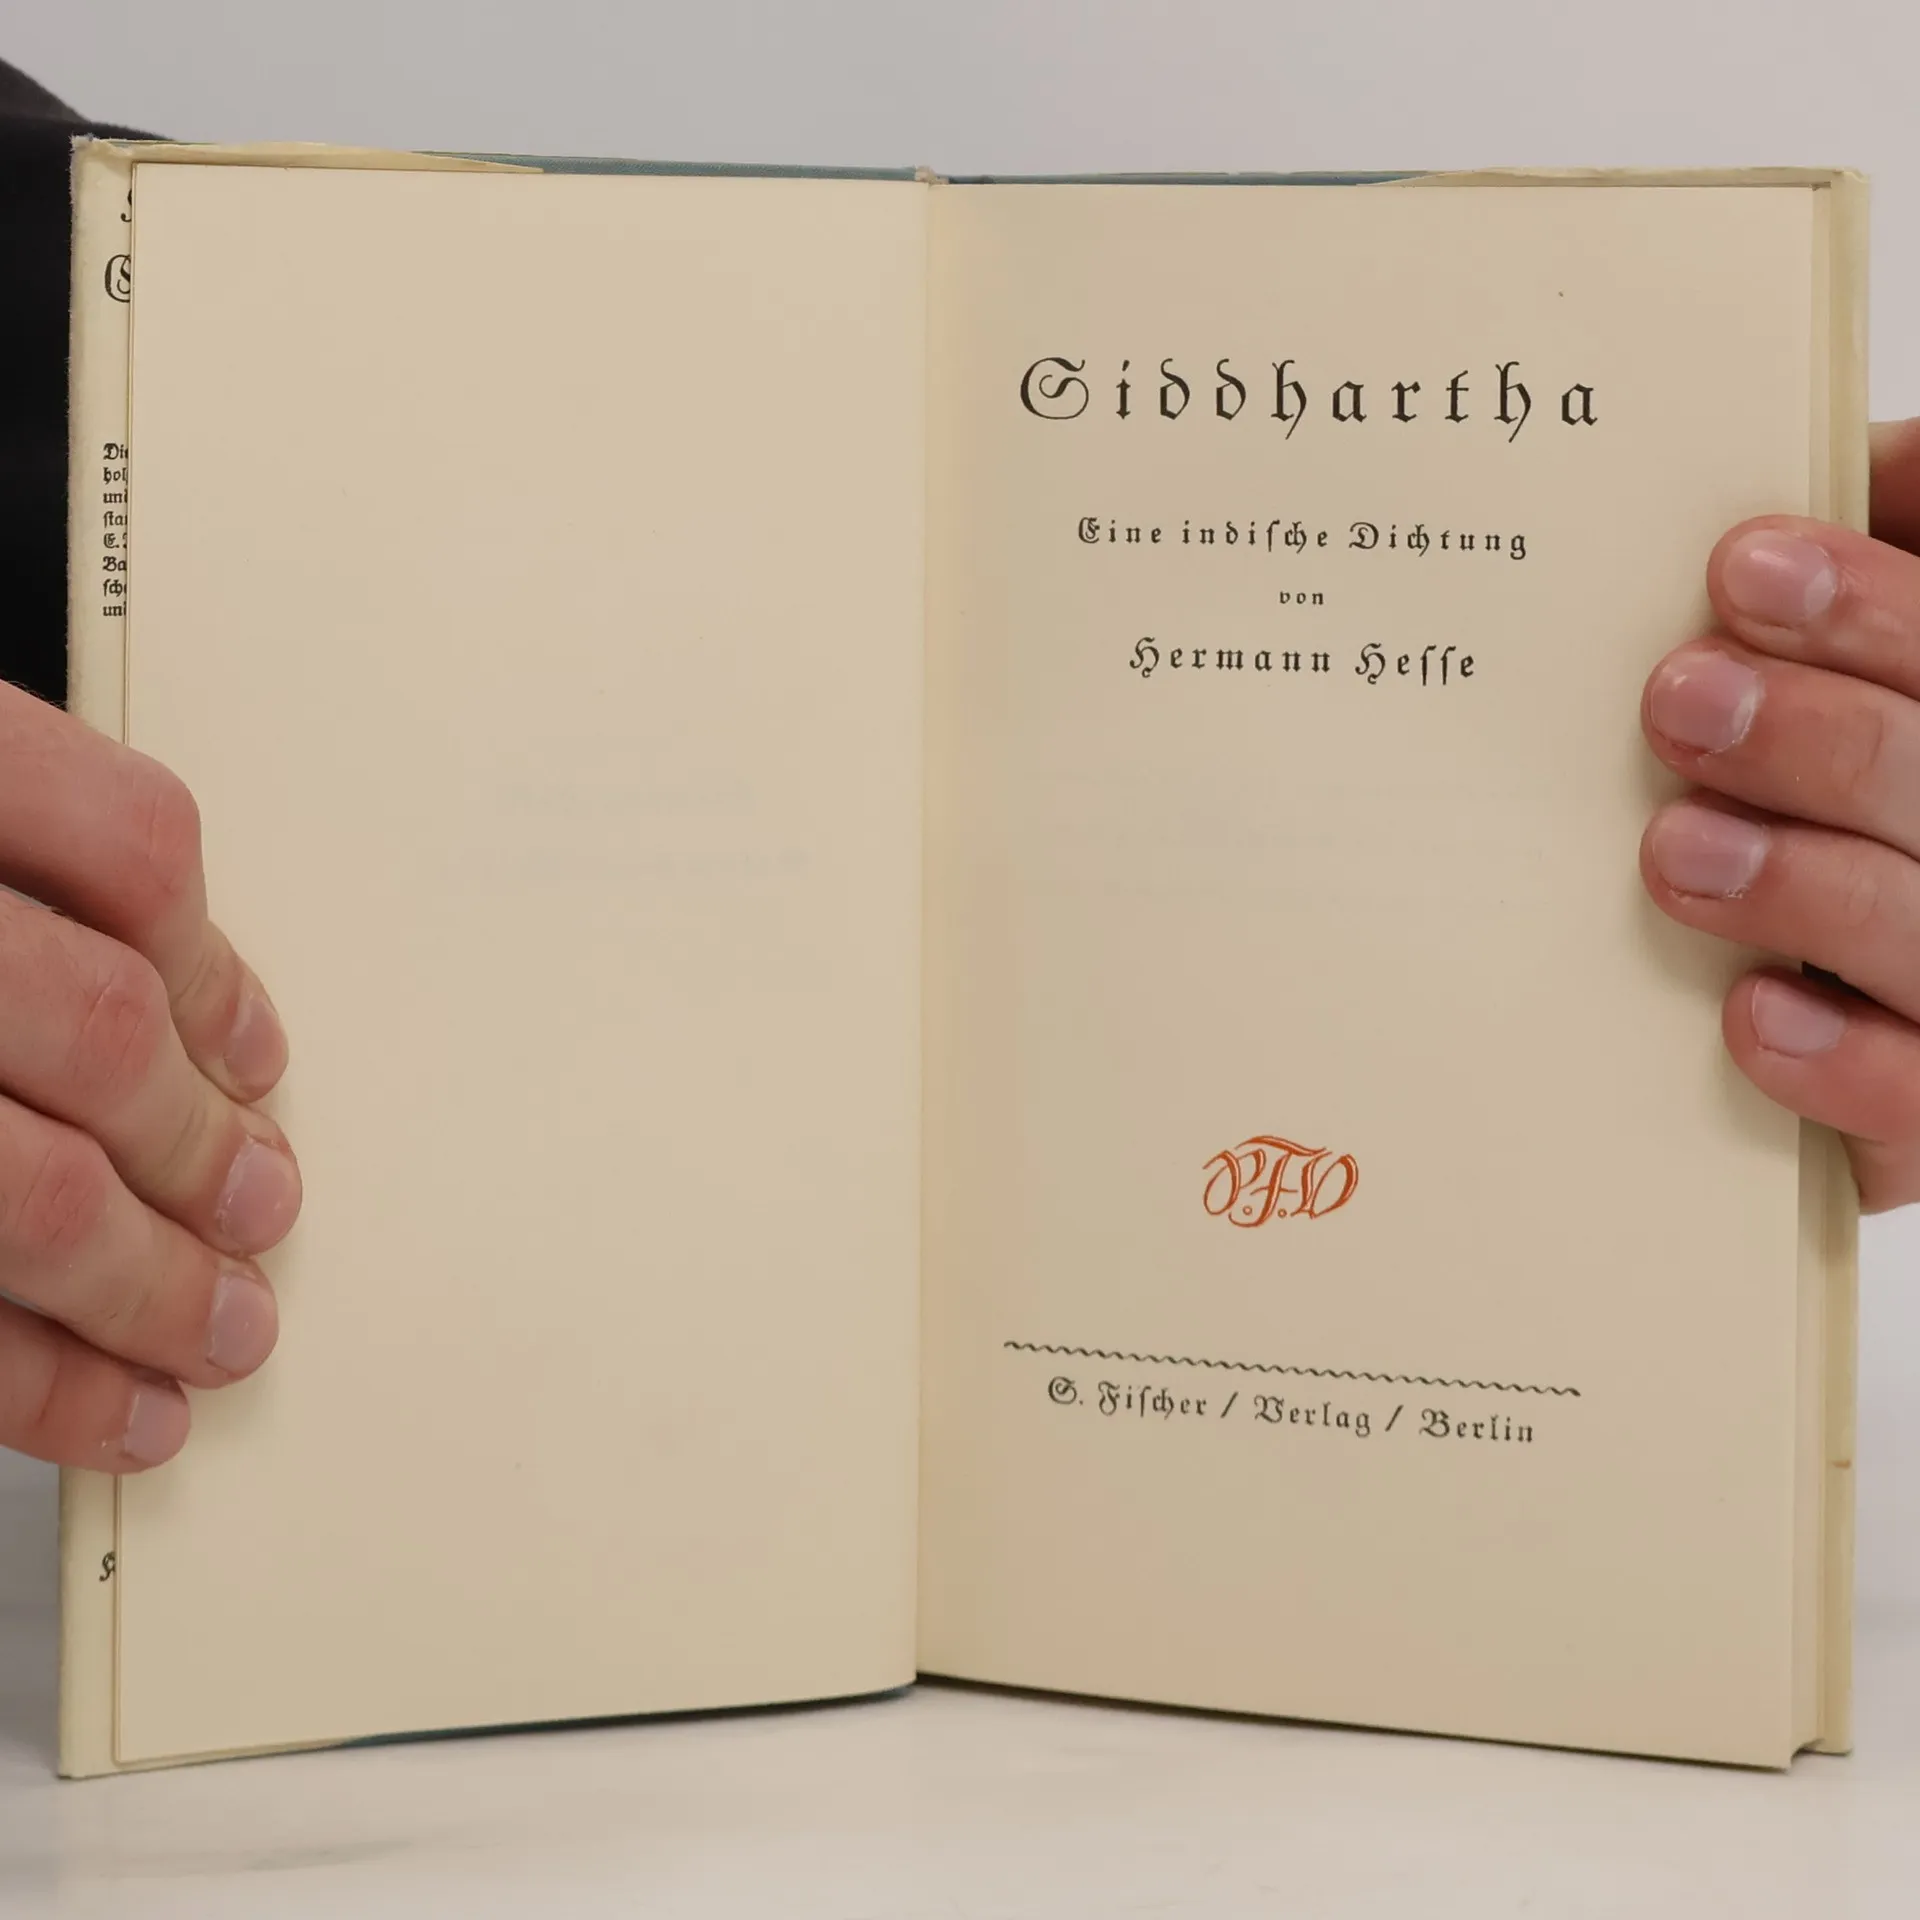 Siddhartha
Eine indische Dichtung
von
Hermann Hesse
S. Fischer / Verlag / Berlin